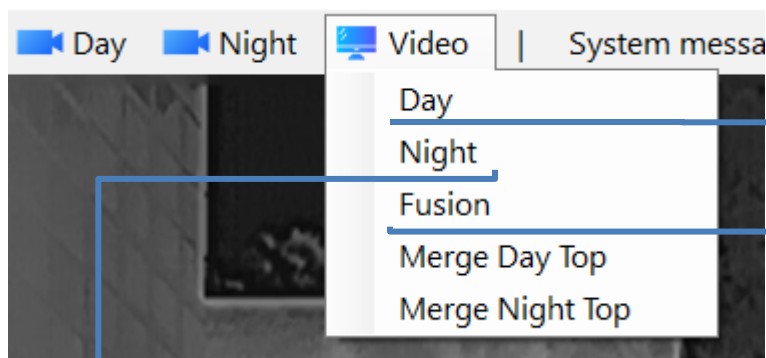 Day Night Video | System messa
Day
Night
Fusion
Merge Day Top
Merge Night Top